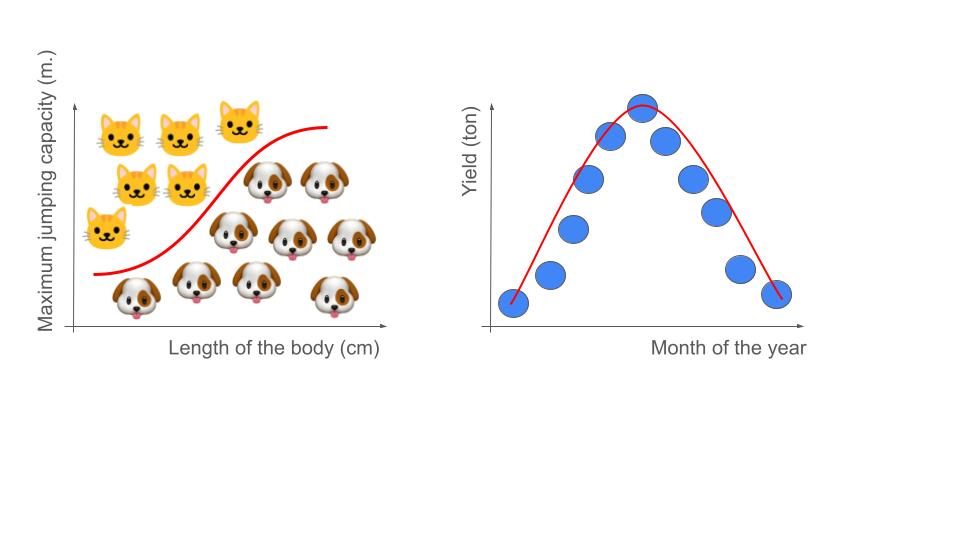 Maximum jumping capacity (m.)
Length of the body (cm)
Yield (ton)
Month of the year